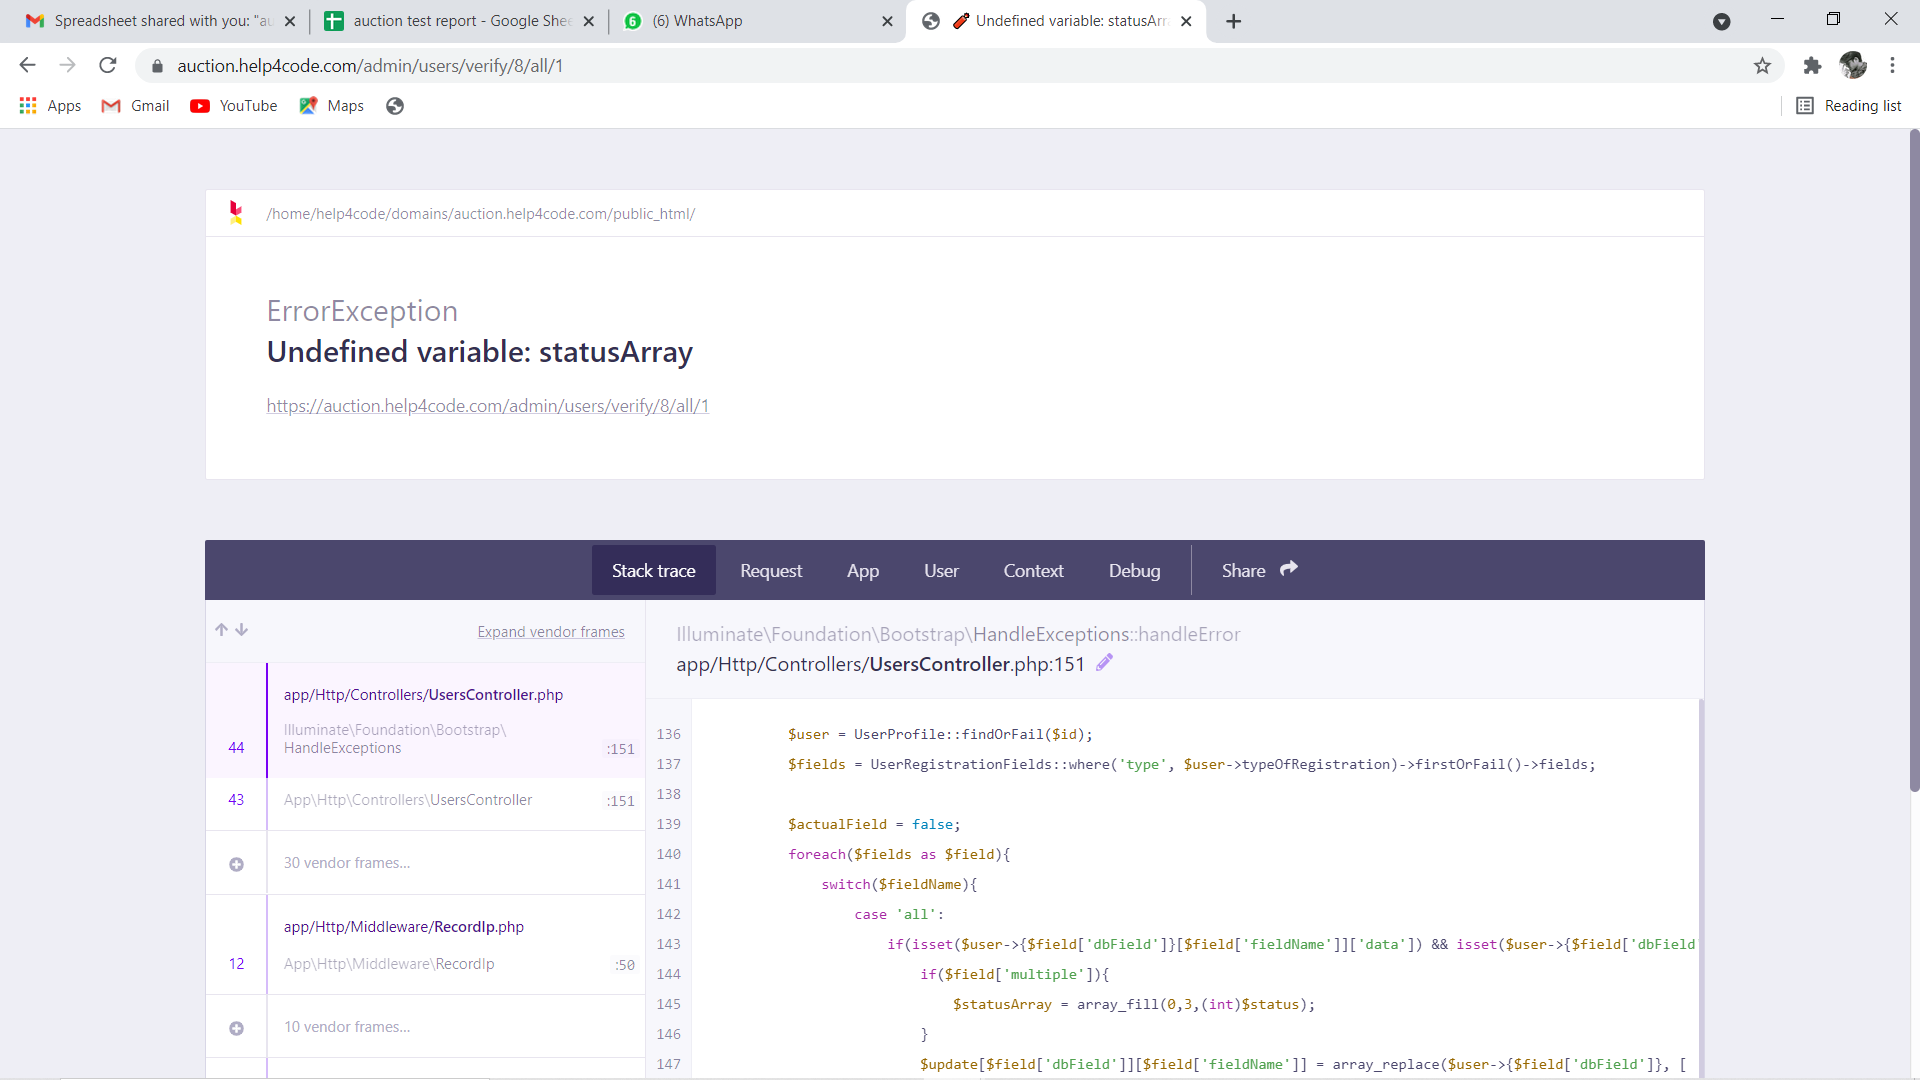 Spreadsheet shared with you: "au
auction test report - Google Shee
6
(6) WhatsApp
Undefined variable: statusArr
auction.help4code.com/admin/users/verify/8/all/1
Apps
Gmail
YouTube
Maps
Reading list
/home/help4code/domains/auction.help4code.com/public_html/
ErrorException
Undefined variable: statusArray
https://auction.help4code.com/admin/users/verify/8/all/1
Stack trace
Request
App
User
Context
Debug
Share
Expand vendor frames
app/Http/Controllers/UsersController.php
Illuminate\Foundation\Bootstrap\
44 HandleExceptions :151
43 App\Http\Controllers\UsersController :151
30 vendor frames...
app/Http/Middleware/RecordIp.php
12 App\Http\Middleware\RecordIp :50
10 vendor frames...
Illuminate\Foundation\Bootstrap\HandleExceptions::handleError
app/Http/Controllers/UsersController.php:151
136 $user = UserProfile::findOrFail($id);
137 $fields = UserRegistrationFields::where('type', $user->typeOfRegistration)->firstOrFail()->fields;
138
139 $actualField = false;
140 foreach($fields as $field){
141 switch($fieldName){
142 case 'all':
143 if(isset($user->{$field['dbField']}[$field['fieldName']]['data']) && isset($user->{$field['dbField'
144 if($field['multiple']){
145 $statusArray = array_fill(0,3,(int)$status);
146 }
147 $update[$field['dbField']][$field['fieldName']] = array_replace($user->{$field['dbField']}, [